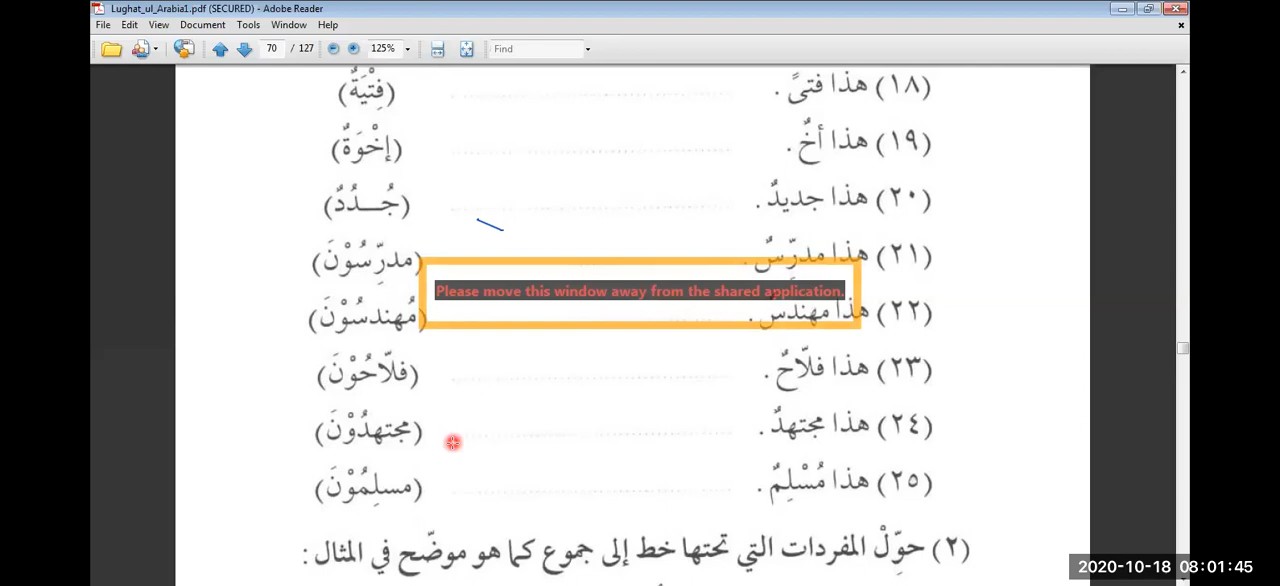 Lughat_ul_Arabia1.pdf (SECURED) - Adobe Reader
File Edit View Document Tools Window Help
70 / 127 125% Find
(١٨) هذا فتىً . (فِتْيَةٌ)
(١٩) هذا أخٌ . (إخْوَةٌ)
(٢٠) هذا جديدٌ . (جُـــدُدٌ)
(٢١) هذا مدرّسٌ . (مدرِّسُوْنَ)
Please move this window away from the shared application.
(٢٢) هذا مهندسٌ . (مُهندسُوْنَ)
(٢٣) هذا فلّاحٌ . (فلّاحُوْنَ)
(٢٤) هذا مجتهدٌ . (مجتهدُوْنَ)
(٢٥) هذا مُسْلِمٌ . (مسلِمُوْنَ)
(٢) حوِّلْ المفردات التي تحتها خط إلى جموع كما هو موضّح في المثال :
2020-10-18 08:01:45